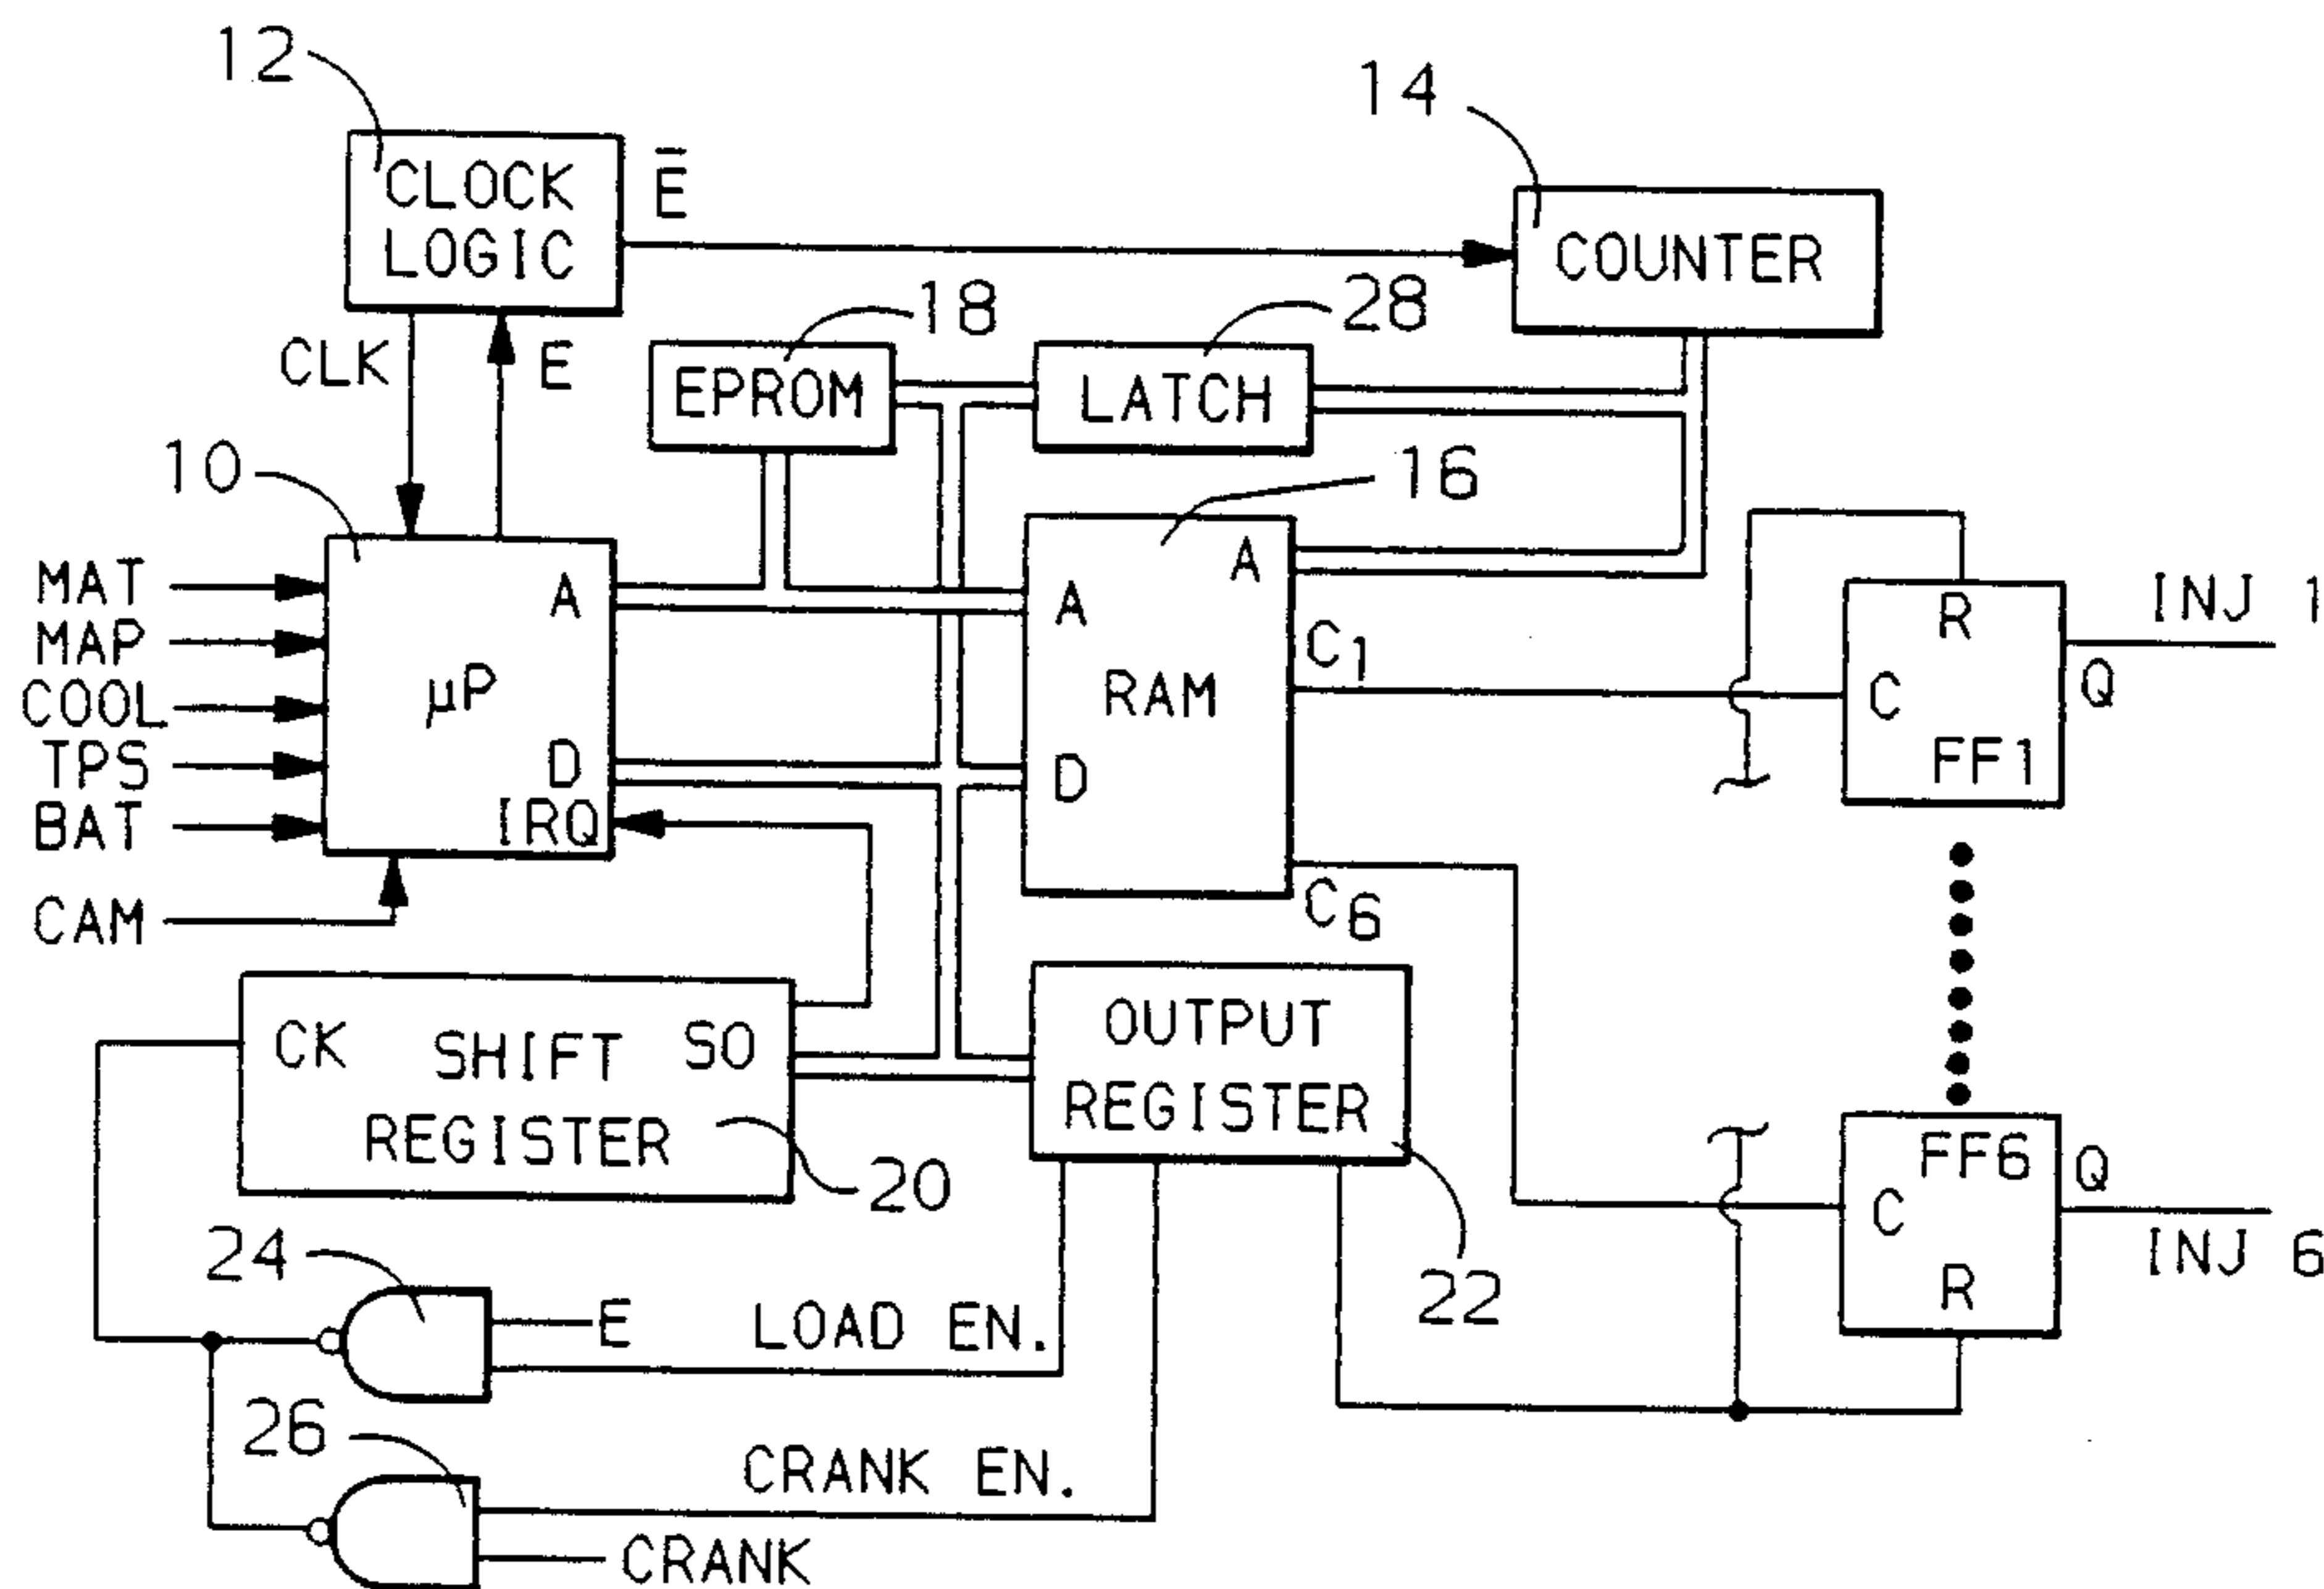 12
14
CLOCK
LOGIC
E̅
COUNTER
CLK
E
18
28
EPROM
LATCH
10
16
MAT
MAP
COOL
TPS
BAT
CAM
A
µP
D
IRQ
A
A
RAM
D
C1
C6
R
C
FF1
Q
INJ 1
CK
SHIFT
REGISTER
SO
20
OUTPUT
REGISTER
22
FF6
C
R
Q
INJ 6
24
E
LOAD EN.
26
CRANK EN.
CRANK